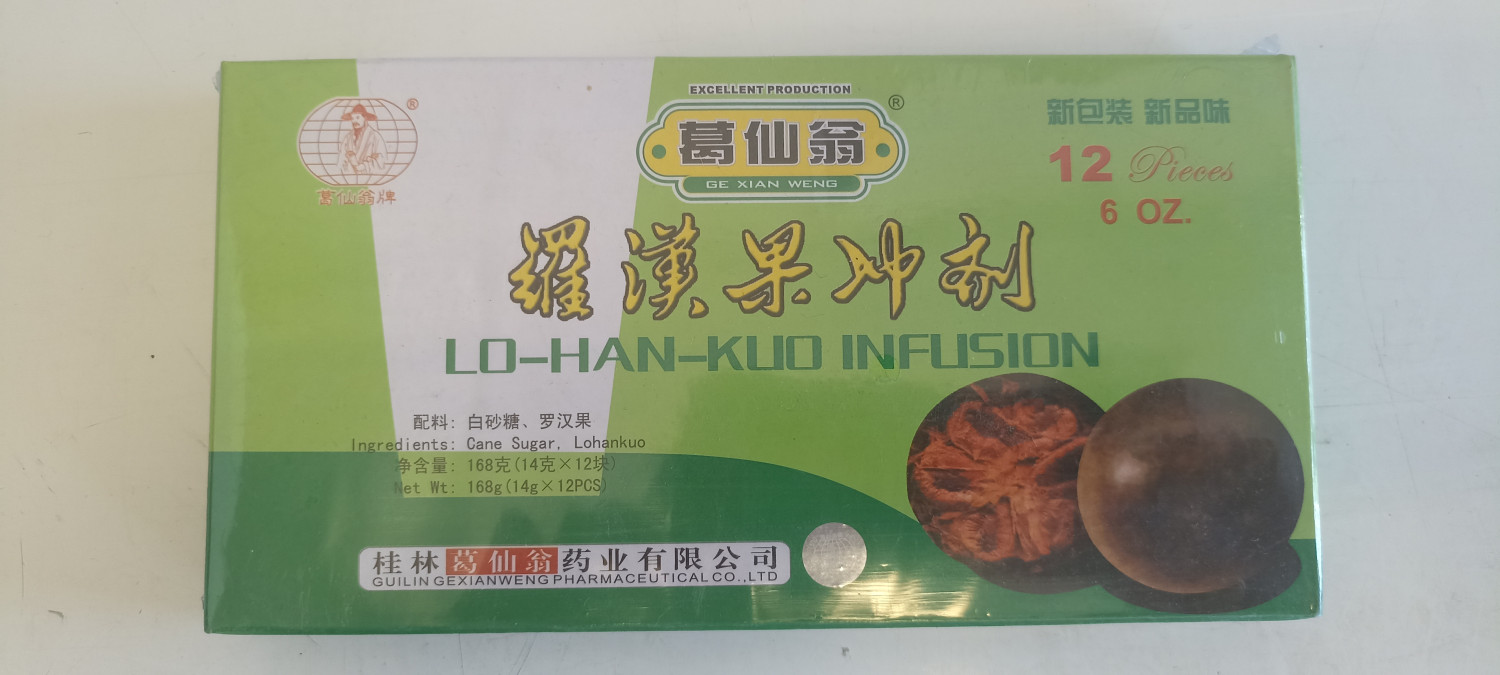 ®
葛仙翁牌
EXCELLENT PRODUCTION
葛仙翁 ®
GE XIAN WENG
新包装 新品味
12 Pieces
6 OZ.
羅漢果冲剂
LO-HAN-KUO INFUSION
配料: 白砂糖、罗汉果
Ingredients: Cane Sugar, Lohankuo
净含量: 168克(14克×12块)
Net Wt: 168g(14g×12PCS)
桂林葛仙翁药业有限公司
GUILIN GEXIANWENG PHARMACEUTICAL CO.,LTD